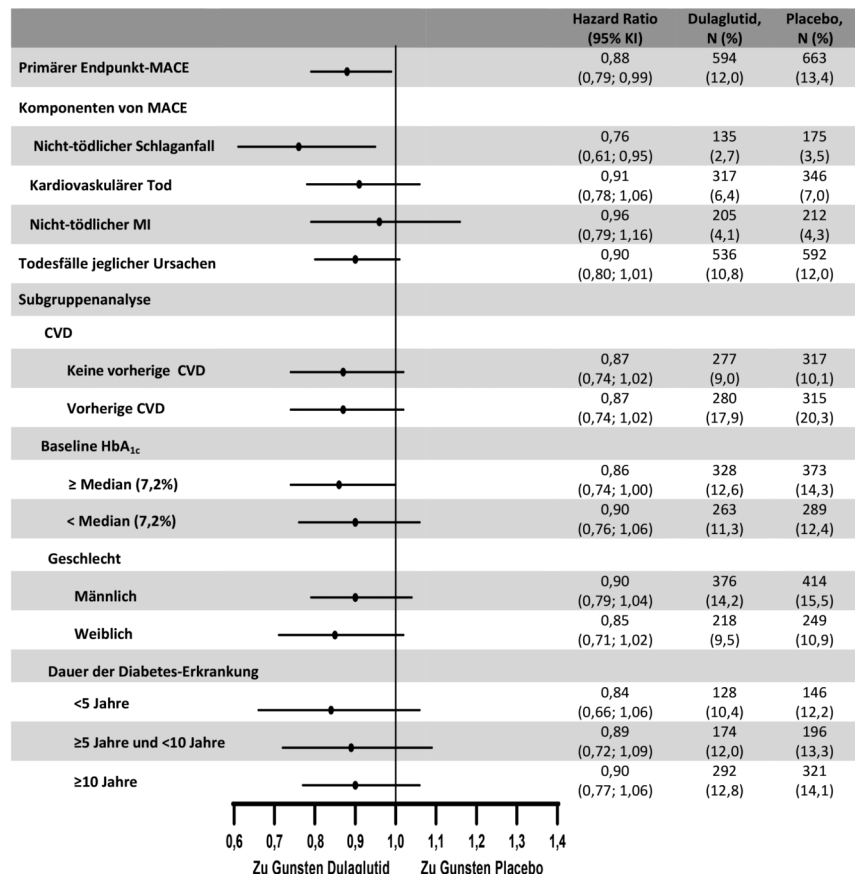 Hazard Ratio Dulaglutid, Placebo,
(95% KI) N (%) N (%)
Primärer Endpunkt-MACE 0,88 594 663
(0,79; 0,99) (12,0) (13,4)
Komponenten von MACE
Nicht-tödlicher Schlaganfall 0,76 135 175
(0,61; 0,95) (2,7) (3,5)
Kardiovaskulärer Tod 0,91 317 346
(0,78; 1,06) (6,4) (7,0)
Nicht-tödlicher MI 0,96 205 212
(0,79; 1,16) (4,1) (4,3)
Todesfälle jeglicher Ursachen 0,90 536 592
(0,80; 1,01) (10,8) (12,0)
Subgruppenanalyse
CVD
Keine vorherige CVD 0,87 277 317
(0,74; 1,02) (9,0) (10,1)
Vorherige CVD 0,87 280 315
(0,74; 1,02) (17,9) (20,3)
Baseline HbA1c
≥ Median (7,2%) 0,86 328 373
(0,74; 1,00) (12,6) (14,3)
< Median (7,2%) 0,90 263 289
(0,76; 1,06) (11,3) (12,4)
Geschlecht
Männlich 0,90 376 414
(0,79; 1,04) (14,2) (15,5)
Weiblich 0,85 218 249
(0,71; 1,02) (9,5) (10,9)
Dauer der Diabetes-Erkrankung
<5 Jahre 0,84 128 146
(0,66; 1,06) (10,4) (12,2)
≥5 Jahre und <10 Jahre 0,89 174 196
(0,72; 1,09) (12,0) (13,3)
≥10 Jahre 0,90 292 321
(0,77; 1,06) (12,8) (14,1)
0,6 0,7 0,8 0,9 1,0 1,1 1,2 1,3 1,4
Zu Gunsten Dulaglutid Zu Gunsten Placebo